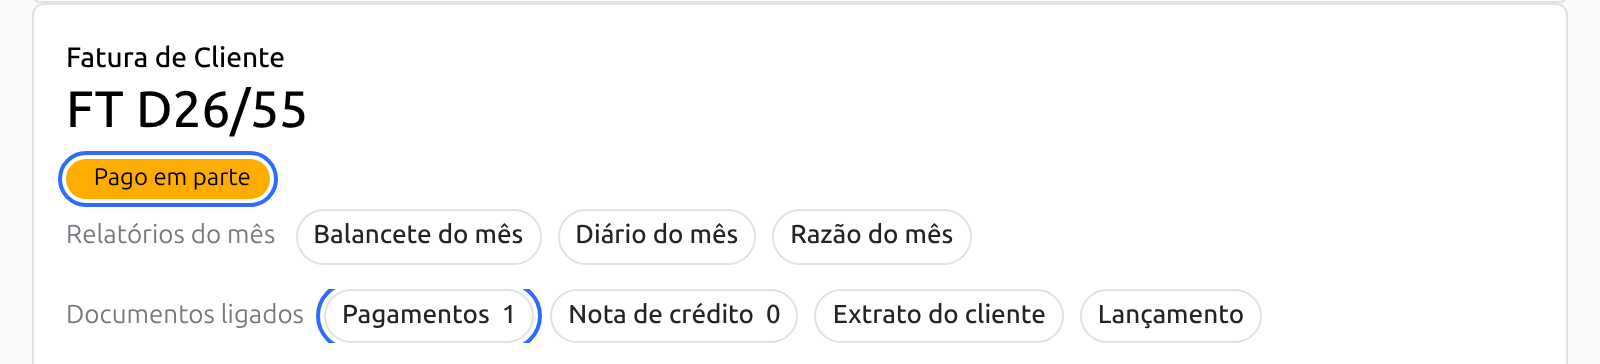 Fatura de Cliente
FT D26/55
Pago em parte
Relatórios do mês Balancete do mês Diário do mês Razão do mês
Documentos ligados Pagamentos 1 Nota de crédito 0 Extrato do cliente Lançamento